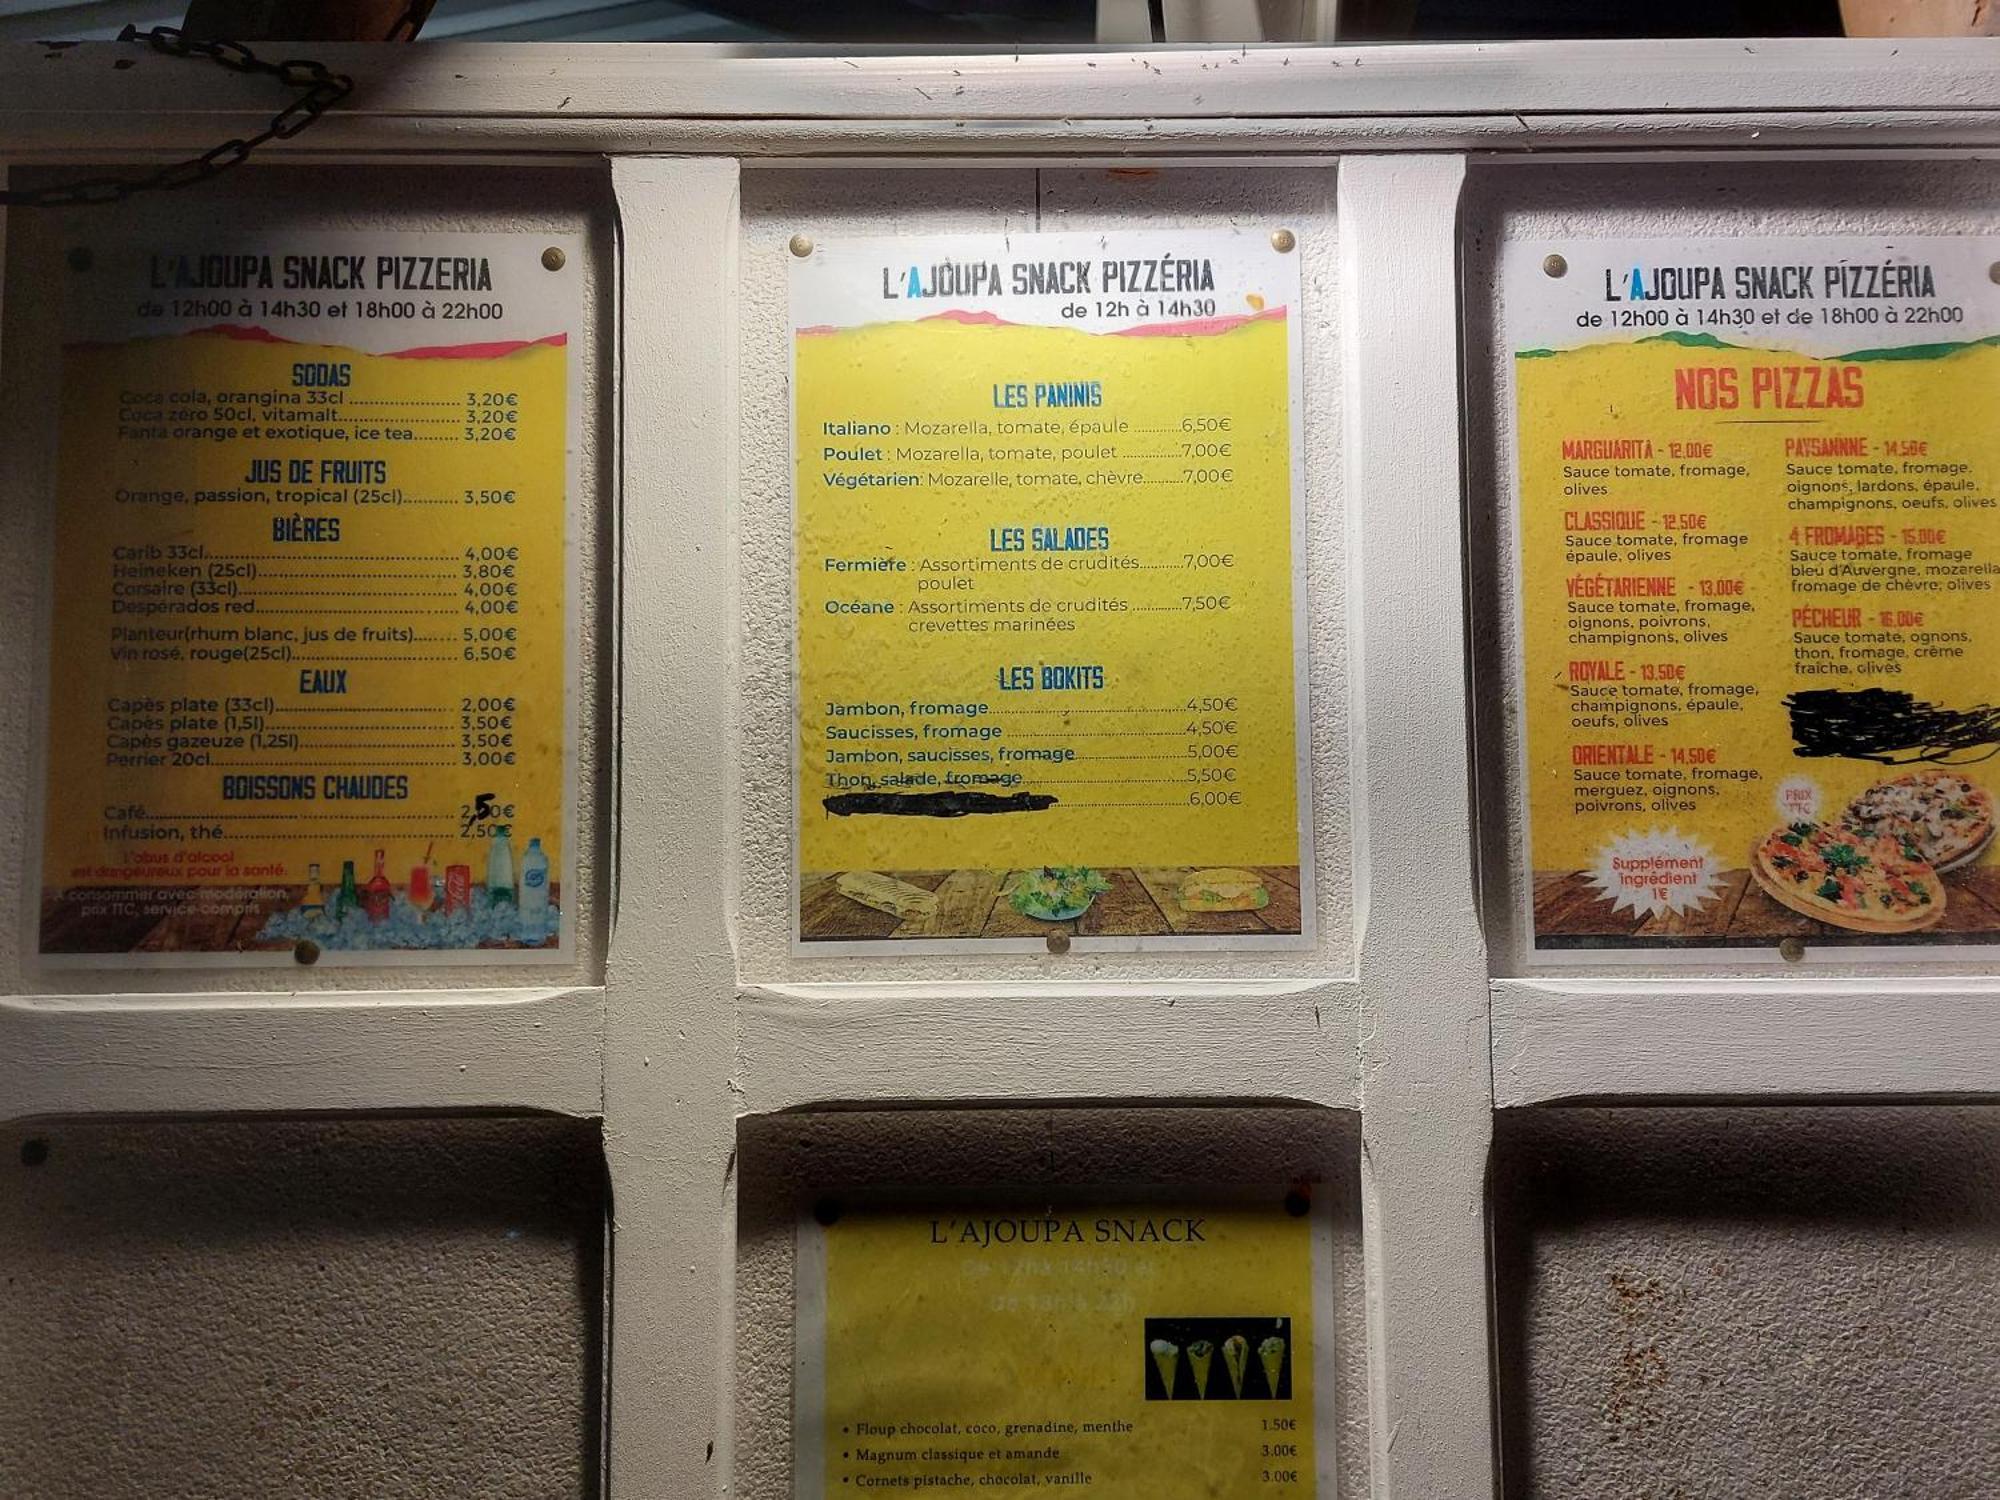 L'AJOUPA SNACK PIZZERIA
de 12h00 à 14h30 et 18h00 à 22h00
SODAS
Coca cola, orangina 33cl .................... 3,20€
Coca zéro 50cl, vitamalt...................... 3,20€
Fanta orange et exotique, ice tea........ 3,20€
JUS DE FRUITS
Orange, passion, tropical (25cl).......... 3,50€
BIÈRES
Carib 33cl............................................... 4,00€
Heineken (25cl)..................................... 3,80€
Corsaire (33cl)........................................ 4,00€
Despérados red..................................... 4,00€
Planteur(rhum blanc, jus de fruits)....... 5,00€
Vin rosé, rouge(25cl).............................. 6,50€
EAUX
Capès plate (33cl).................................. 2,00€
Capès plate (1,5l).................................... 3,50€
Capès gazeuze (1,25l)............................. 3,50€
Perrier 20cl.............................................. 3,00€
BOISSONS CHAUDES
Café.......................................................... 2,50€
Infusion, thé........................................... 2,50€
L'abus d'alcool
est dangeureux pour la santé.
A consommer avec modération,
prix TTC, service compris
L'AJOUPA SNACK PIZZÉRIA
de 12h à 14h30
LES PANINIS
Italiano : Mozarella, tomate, épaule ............6,50€
Poulet : Mozarella, tomate, poulet ..............7,00€
Végétarien: Mozarelle, tomate, chèvre..........7,00€
LES SALADES
Fermière : Assortiments de crudités..........7,00€
poulet
Océane : Assortiments de crudités ............7,50€
crevettes marinées
LES BOKITS
Jambon, fromage..............................................4,50€
Saucisses, fromage ...........................................4,50€
Jambon, saucisses, fromage..........................5,00€
Thon, salade, fromage......................................5,50€
................................6,00€
L'AJOUPA SNACK PIZZÉRIA
de 12h00 à 14h30 et de 18h00 à 22h00
NOS PIZZAS
MARGUARITA - 12.00€
Sauce tomate, fromage,
olives
CLASSIQUE - 12.50€
Sauce tomate, fromage
épaule, olives
VÉGÉTARIENNE - 13.00€
Sauce tomate, fromage,
oignons, poivrons,
champignons, olives
ROYALE - 13.50€
Sauce tomate, fromage,
champignons, épaule,
oeufs, olives
ORIENTALE - 14.50€
Sauce tomate, fromage,
merguez, oignons,
poivrons, olives
PAYSANNNE - 14.50€
Sauce tomate, fromage,
oignons, lardons, épaule,
champignons, oeufs, olives
4 FROMAGES - 15.00€
Sauce tomate, fromage
bleu d'Auvergne, mozarella
fromage de chèvre, olives
PÉCHEUR - 16.00€
Sauce tomate, ognons,
thon, fromage, crême
fraîche, olives
PRIX
TTC
Supplément
ingrédient
1€
L'AJOUPA SNACK
De 12h à 14h30 et
De 18h à 22h
• Floup chocolat, coco, grenadine, menthe 1.50€
• Magnum classique et amande 3.00€
• Cornets pistache, chocolat, vanille 3.00€